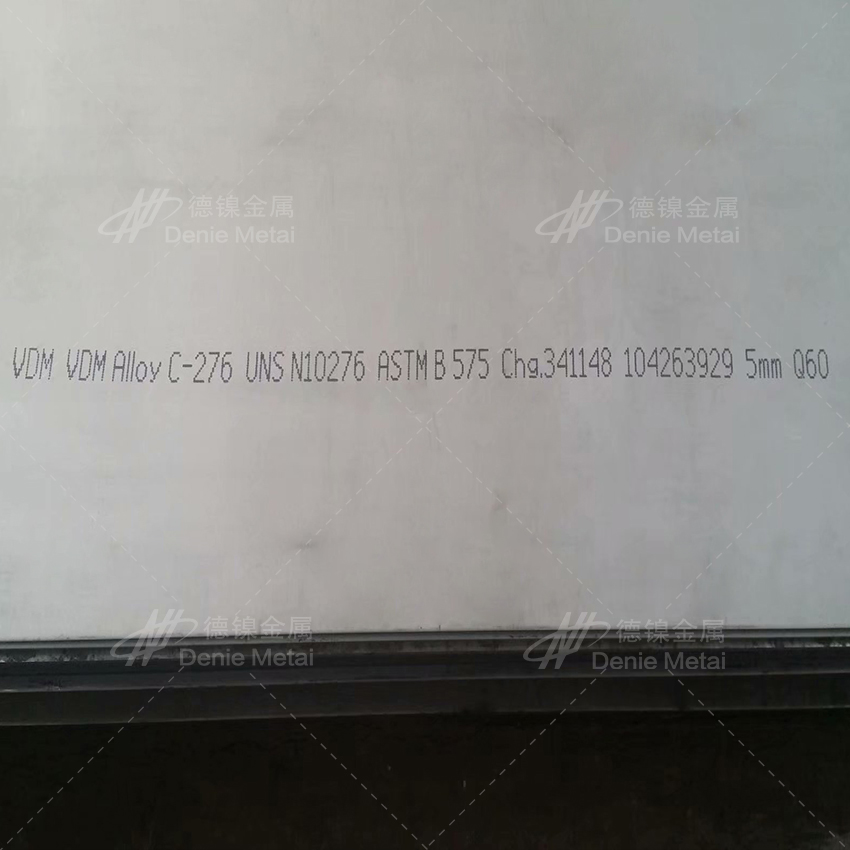 德镍金属 德镍金属
Denie Metai Denie Metai
VDM VDM Alloy C-276 UNS N10276 ASTM B 575 Chg.341148 104263929 5mm Q60
德镍金属 德镍金属
Denie Metai Denie Metai